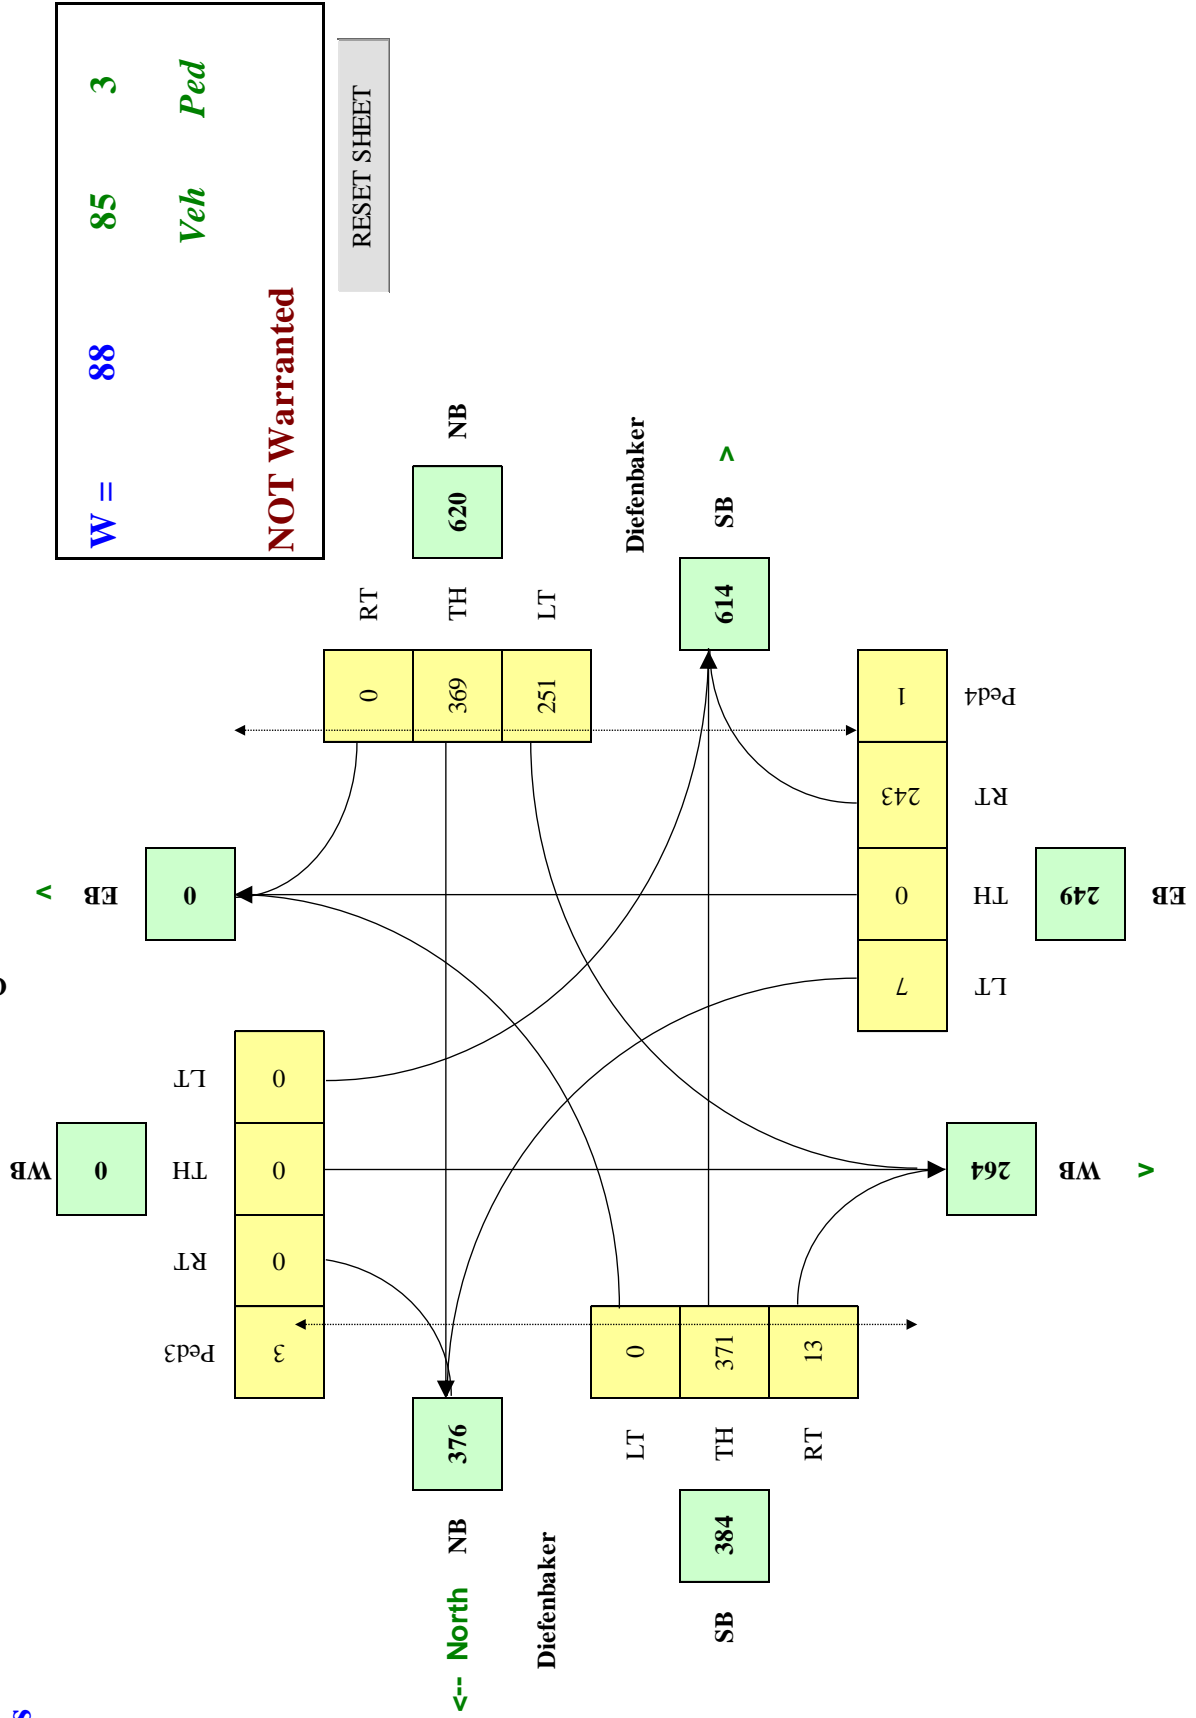 W = 88 85 3
Veh Ped
NOT Warranted
RESET SHEET
<-- North
NB
376
Diefenbaker
SB
384
LT
TH
RT
0
371
13
Ped3
RT
TH
LT
3
0
0
0
WB
0
EB
0
>
0
369
251
RT
TH
LT
620
NB
Diefenbaker
614
SB
>
264
WB
<
7
0
243
1
LT
TH
RT
Ped4
249
EB